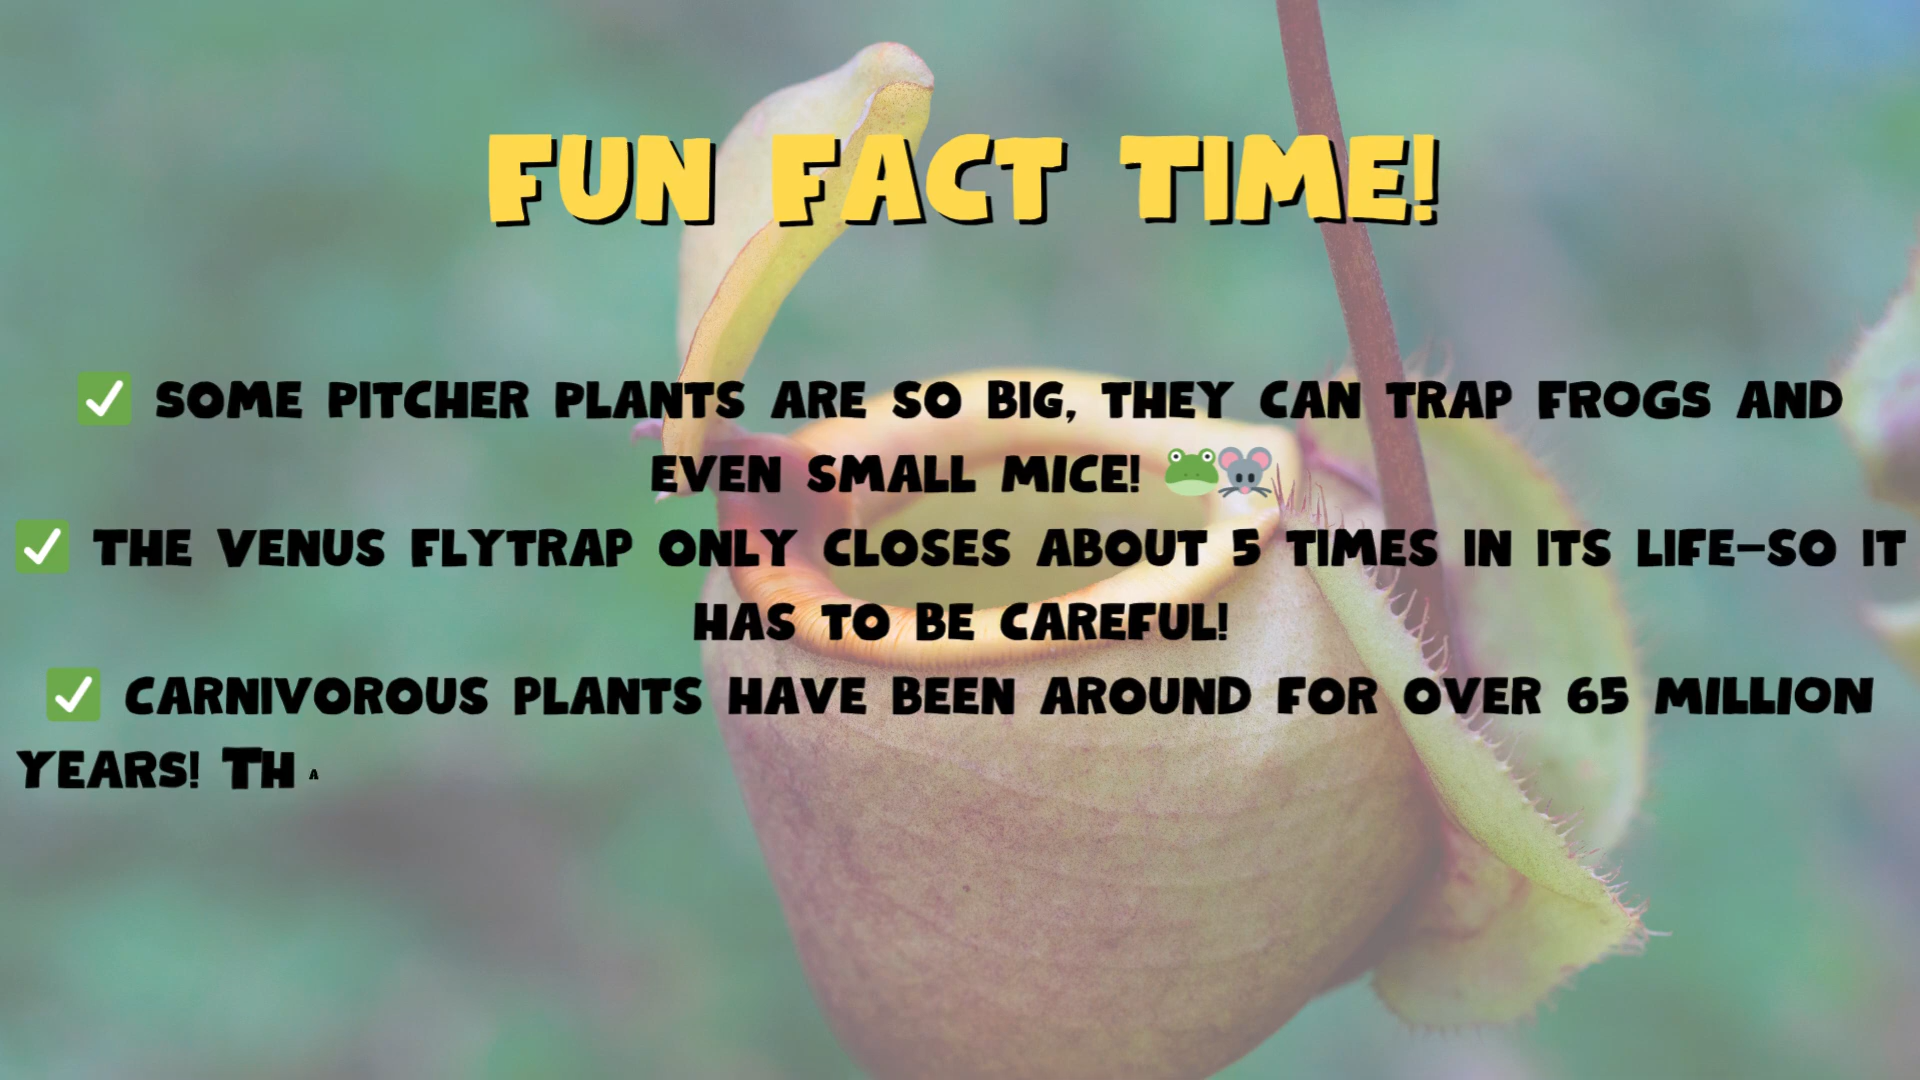 FUN FACT TIME!
✅ SOME PITCHER PLANTS ARE SO BIG, THEY CAN TRAP FROGS AND
EVEN SMALL MICE! 🐸🐭
✅ THE VENUS FLYTRAP ONLY CLOSES ABOUT 5 TIMES IN ITS LIFE—SO IT
HAS TO BE CAREFUL!
✅ CARNIVOROUS PLANTS HAVE BEEN AROUND FOR OVER 65 MILLION
YEARS! THA